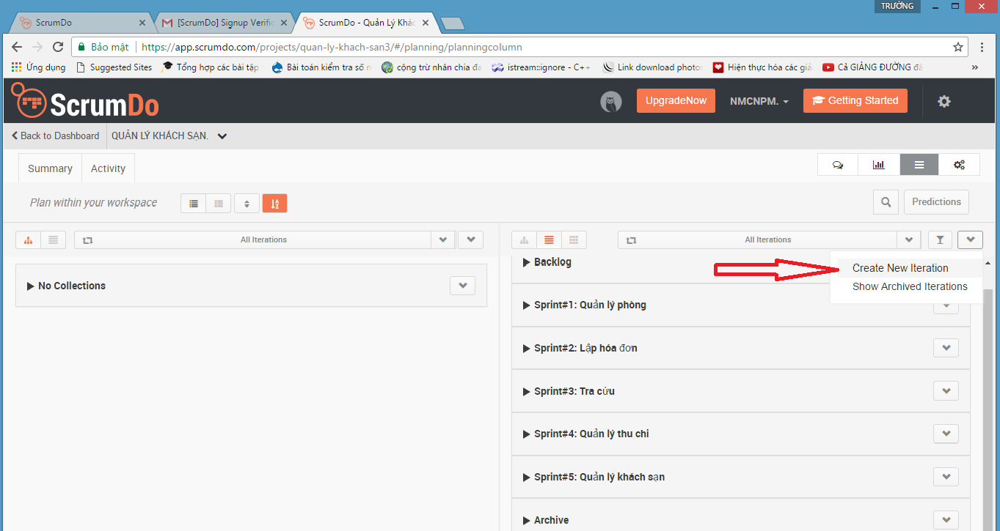 TRƯỜNG
ScrumDo
[ScrumDo] Signup Verific
ScrumDo - Quản Lý Khác
Bảo mật
https://app.scrumdo.com/projects/quan-ly-khach-san3/#/planning/planningcolumn
Ứng dụng
Suggested Sites
Tổng hợp các bài tập
Bài toán kiểm tra số n
cộng trừ nhân chia đa
istream::ignore - C++
Link download photos
Hiện thực hóa các giả
Cả GIẢNG ĐƯỜNG đã
»
ScrumDo
UpgradeNow
NMCNPM.
Getting Started
Back to Dashboard
QUẢN LÝ KHÁCH SẠN.
Summary
Activity
Plan within your workspace
Predictions
All Iterations
All Iterations
No Collections
Backlog
Create New Iteration
Show Archived Iterations
Sprint#1: Quản lý phòng
Sprint#2: Lập hóa đơn
Sprint#3: Tra cứu
Sprint#4: Quản lý thu chi
Sprint#5: Quản lý khách sạn
Archive